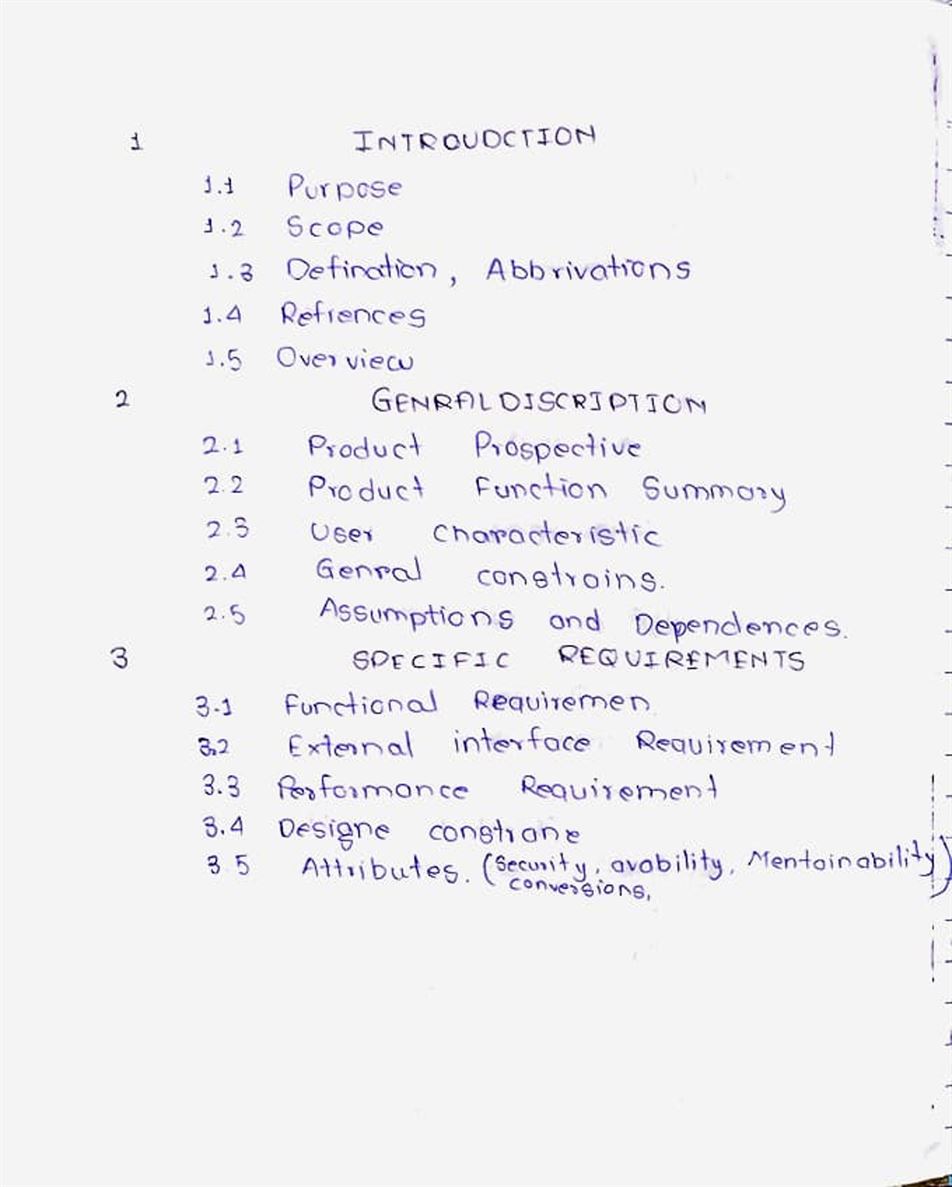 1 INTROUDCTION
1.1 Purpose
1.2 Scope
1.3 Defination, Abbrivations
1.4 Refrences
1.5 Overview
2 GENRAL DISCRIPTION
2.1 Product Prospective
2.2 Product Function Summary
2.3 User Characteristic
2.4 Genral constrains.
2.5 Assumptions and Dependences.
3 SPECIFIC REQUIREMENTS
3.1 Functional Requiremen
3.2 External interface Requirement
3.3 Performance Requirement
3.4 Designe constrane
3.5 Attributes. (Security, avability, Mentainability)
conversions,